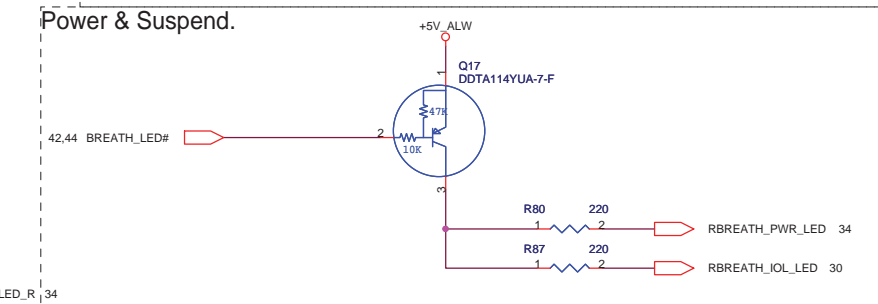 Power & Suspend.
+5V_ALW
1
Q17
DDTA114YUA-7-F
47K
42,44 BREATH_LED#
2
10K
3
R80 220
1 2
RBREATH_PWR_LED 34
R87 220
1 2
RBREATH_IOL_LED 30
LED_R 34